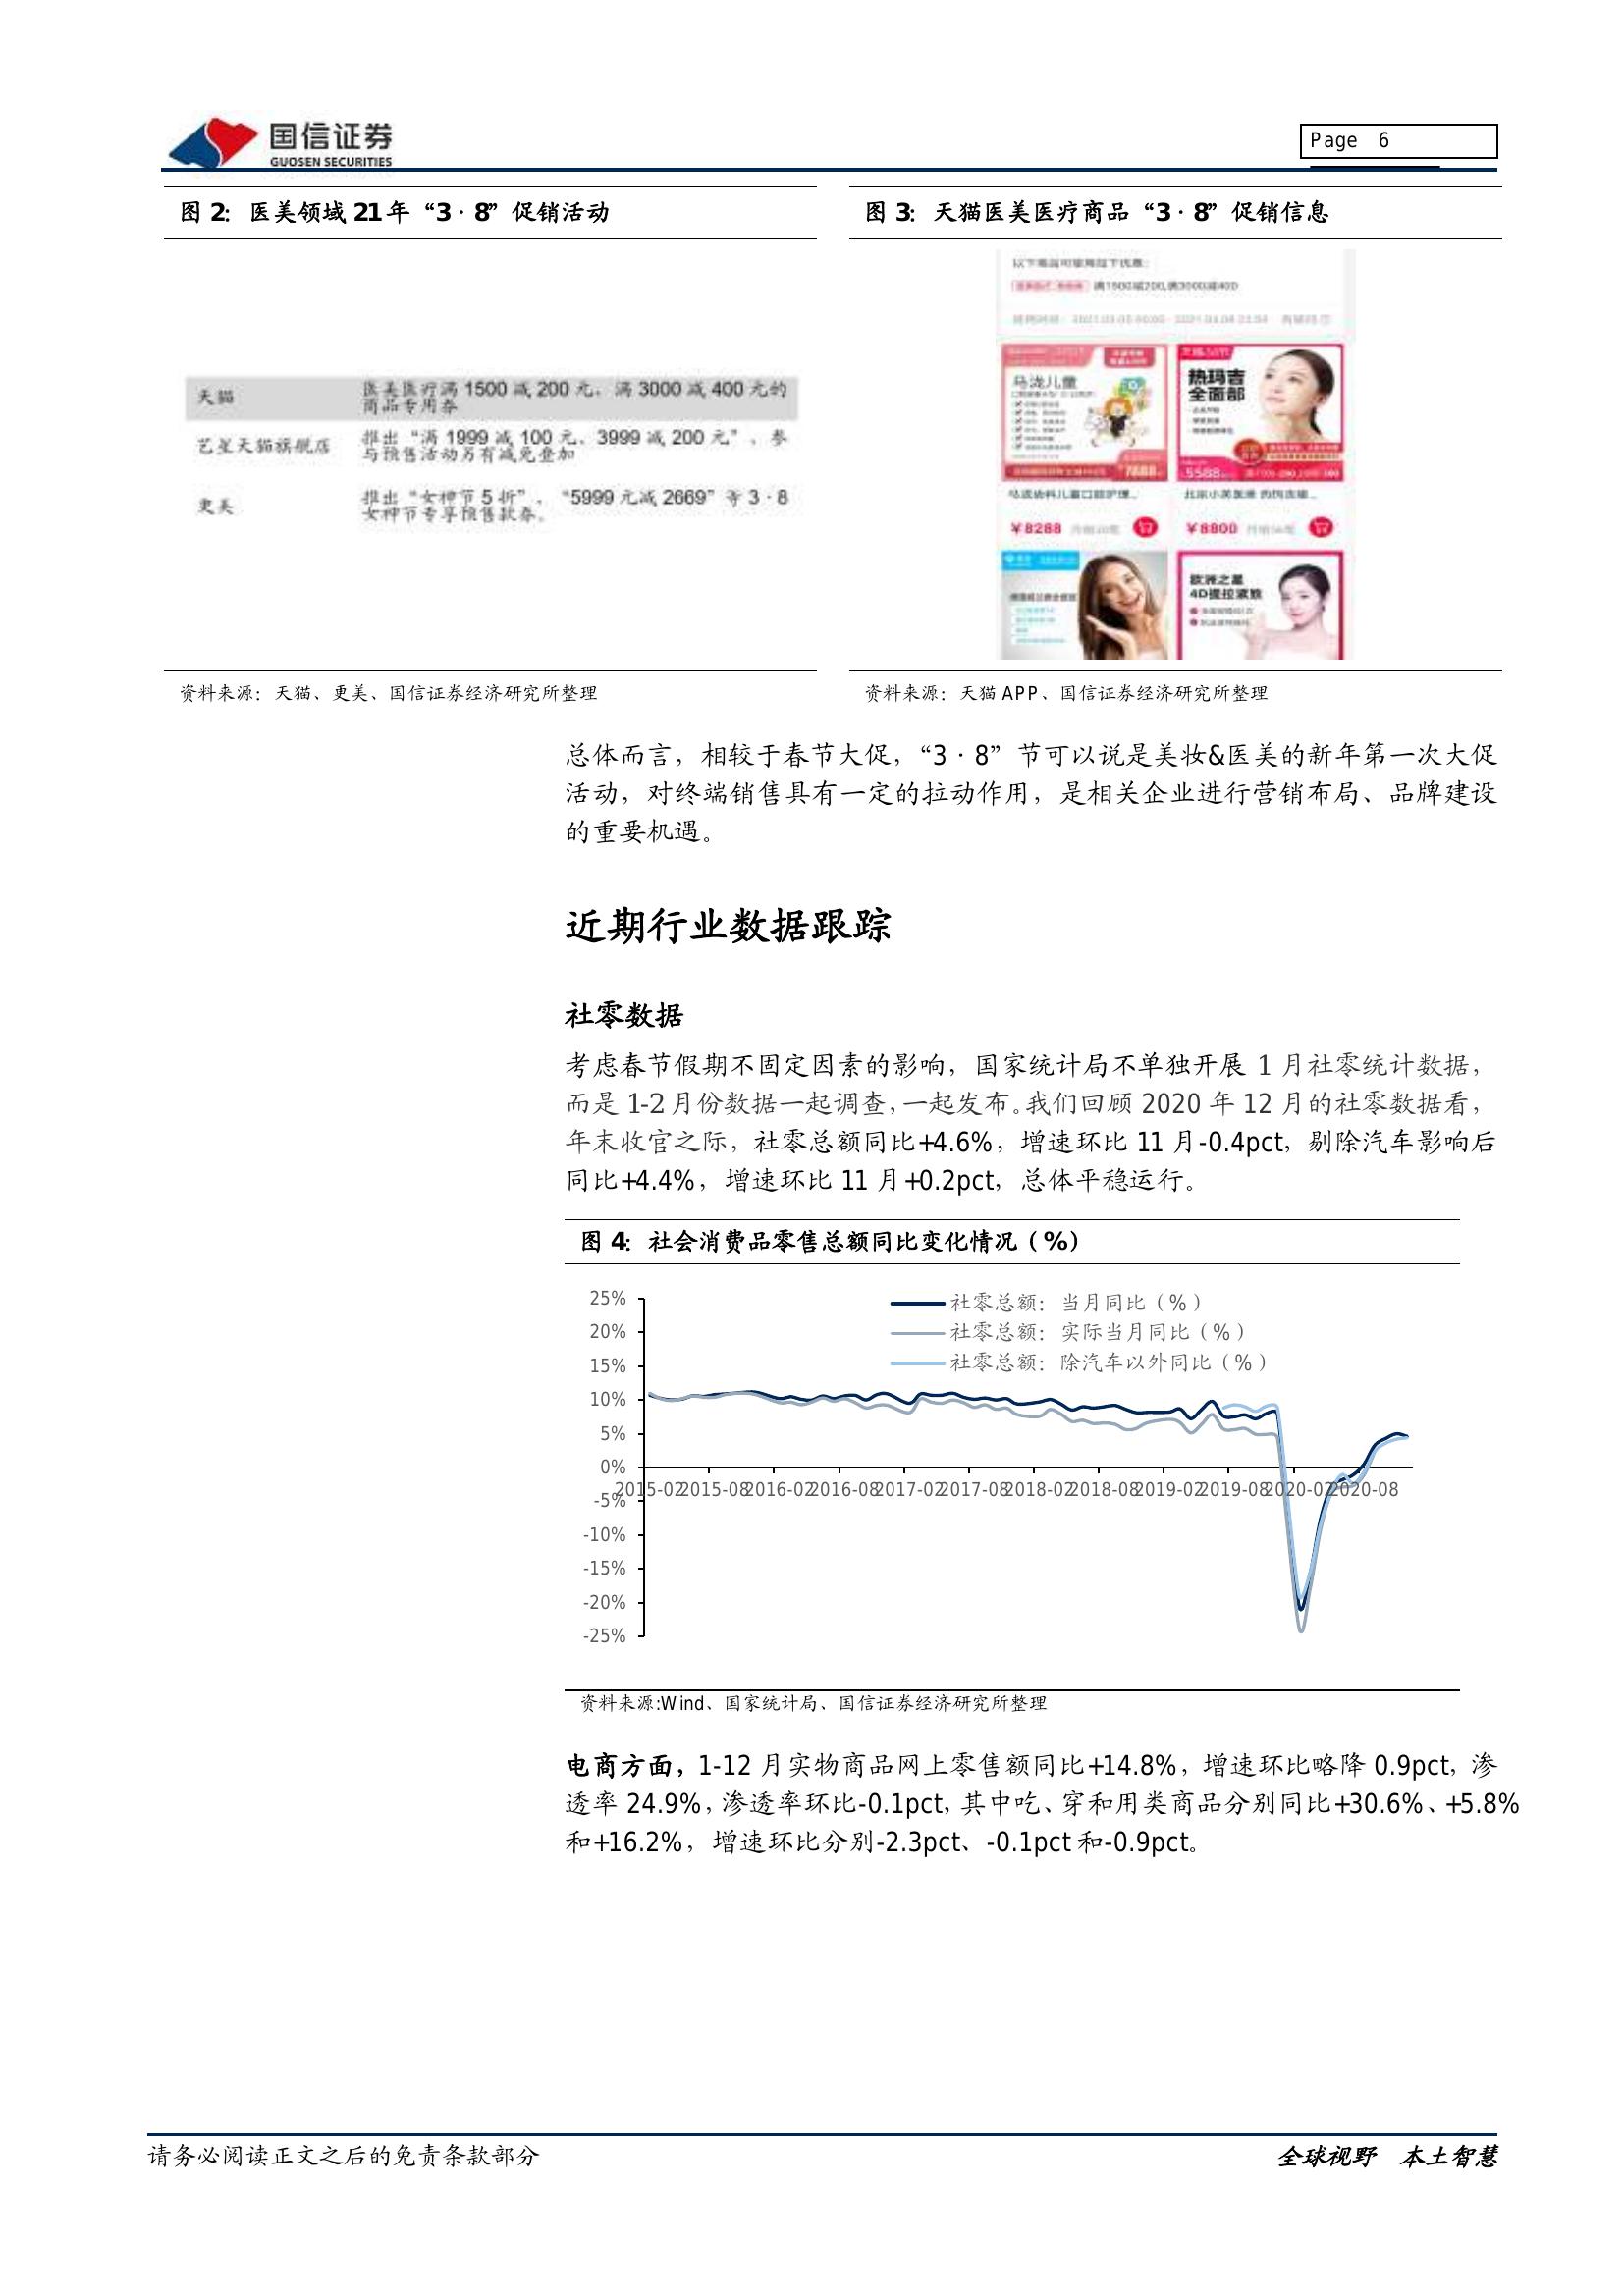 国信证券
GUOSEN SECURITIES
Page 6
图 2：医美领域 21 年“3·8”促销活动
天猫
医美医疗满 1500 减 200 元、满 3000 减 400 元的
商品专用券
艺星天猫旗舰店
推出“满 1999 减 100 元、3999 减 200 元”，参
与预售活动另有减免叠加
更美
推出“女神节 5 折”、“5999 元减 2669”等 3·8
女神节专享预售款券。
资料来源：天猫、更美、国信证券经济研究所整理
图 3：天猫医美医疗商品“3·8”促销信息
满1500减200,满3000减400
马泷儿童
热玛吉
全面部
5588
￥8288
￥8800
欧洲之星
4D提拉紧致
资料来源：天猫 APP、国信证券经济研究所整理
总体而言，相较于春节大促，“3·8”节可以说是美妆&医美的新年第一次大促
活动，对终端销售具有一定的拉动作用，是相关企业进行营销布局、品牌建设
的重要机遇。
近期行业数据跟踪
社零数据
考虑春节假期不固定因素的影响，国家统计局不单独开展 1 月社零统计数据，
而是 1-2 月份数据一起调查，一起发布。我们回顾 2020 年 12 月的社零数据看，
年末收官之际，社零总额同比+4.6%，增速环比 11 月-0.4pct，剔除汽车影响后
同比+4.4%，增速环比 11 月+0.2pct，总体平稳运行。
图 4：社会消费品零售总额同比变化情况（%）
社零总额：当月同比（%）
社零总额：实际当月同比（%）
社零总额：除汽车以外同比（%）
25%
20%
15%
10%
5%
0%
-5%
-10%
-15%
-20%
-25%
2015-02 2015-08 2016-02 2016-08 2017-02 2017-08 2018-02 2018-08 2019-02 2019-08 2020-02 2020-08
资料来源:Wind、国家统计局、国信证券经济研究所整理
电商方面，1-12 月实物商品网上零售额同比+14.8%，增速环比略降 0.9pct，渗
透率 24.9%，渗透率环比-0.1pct，其中吃、穿和用类商品分别同比+30.6%、+5.8%
和+16.2%，增速环比分别-2.3pct、-0.1pct 和-0.9pct。
请务必阅读正文之后的免责条款部分
全球视野 本土智慧